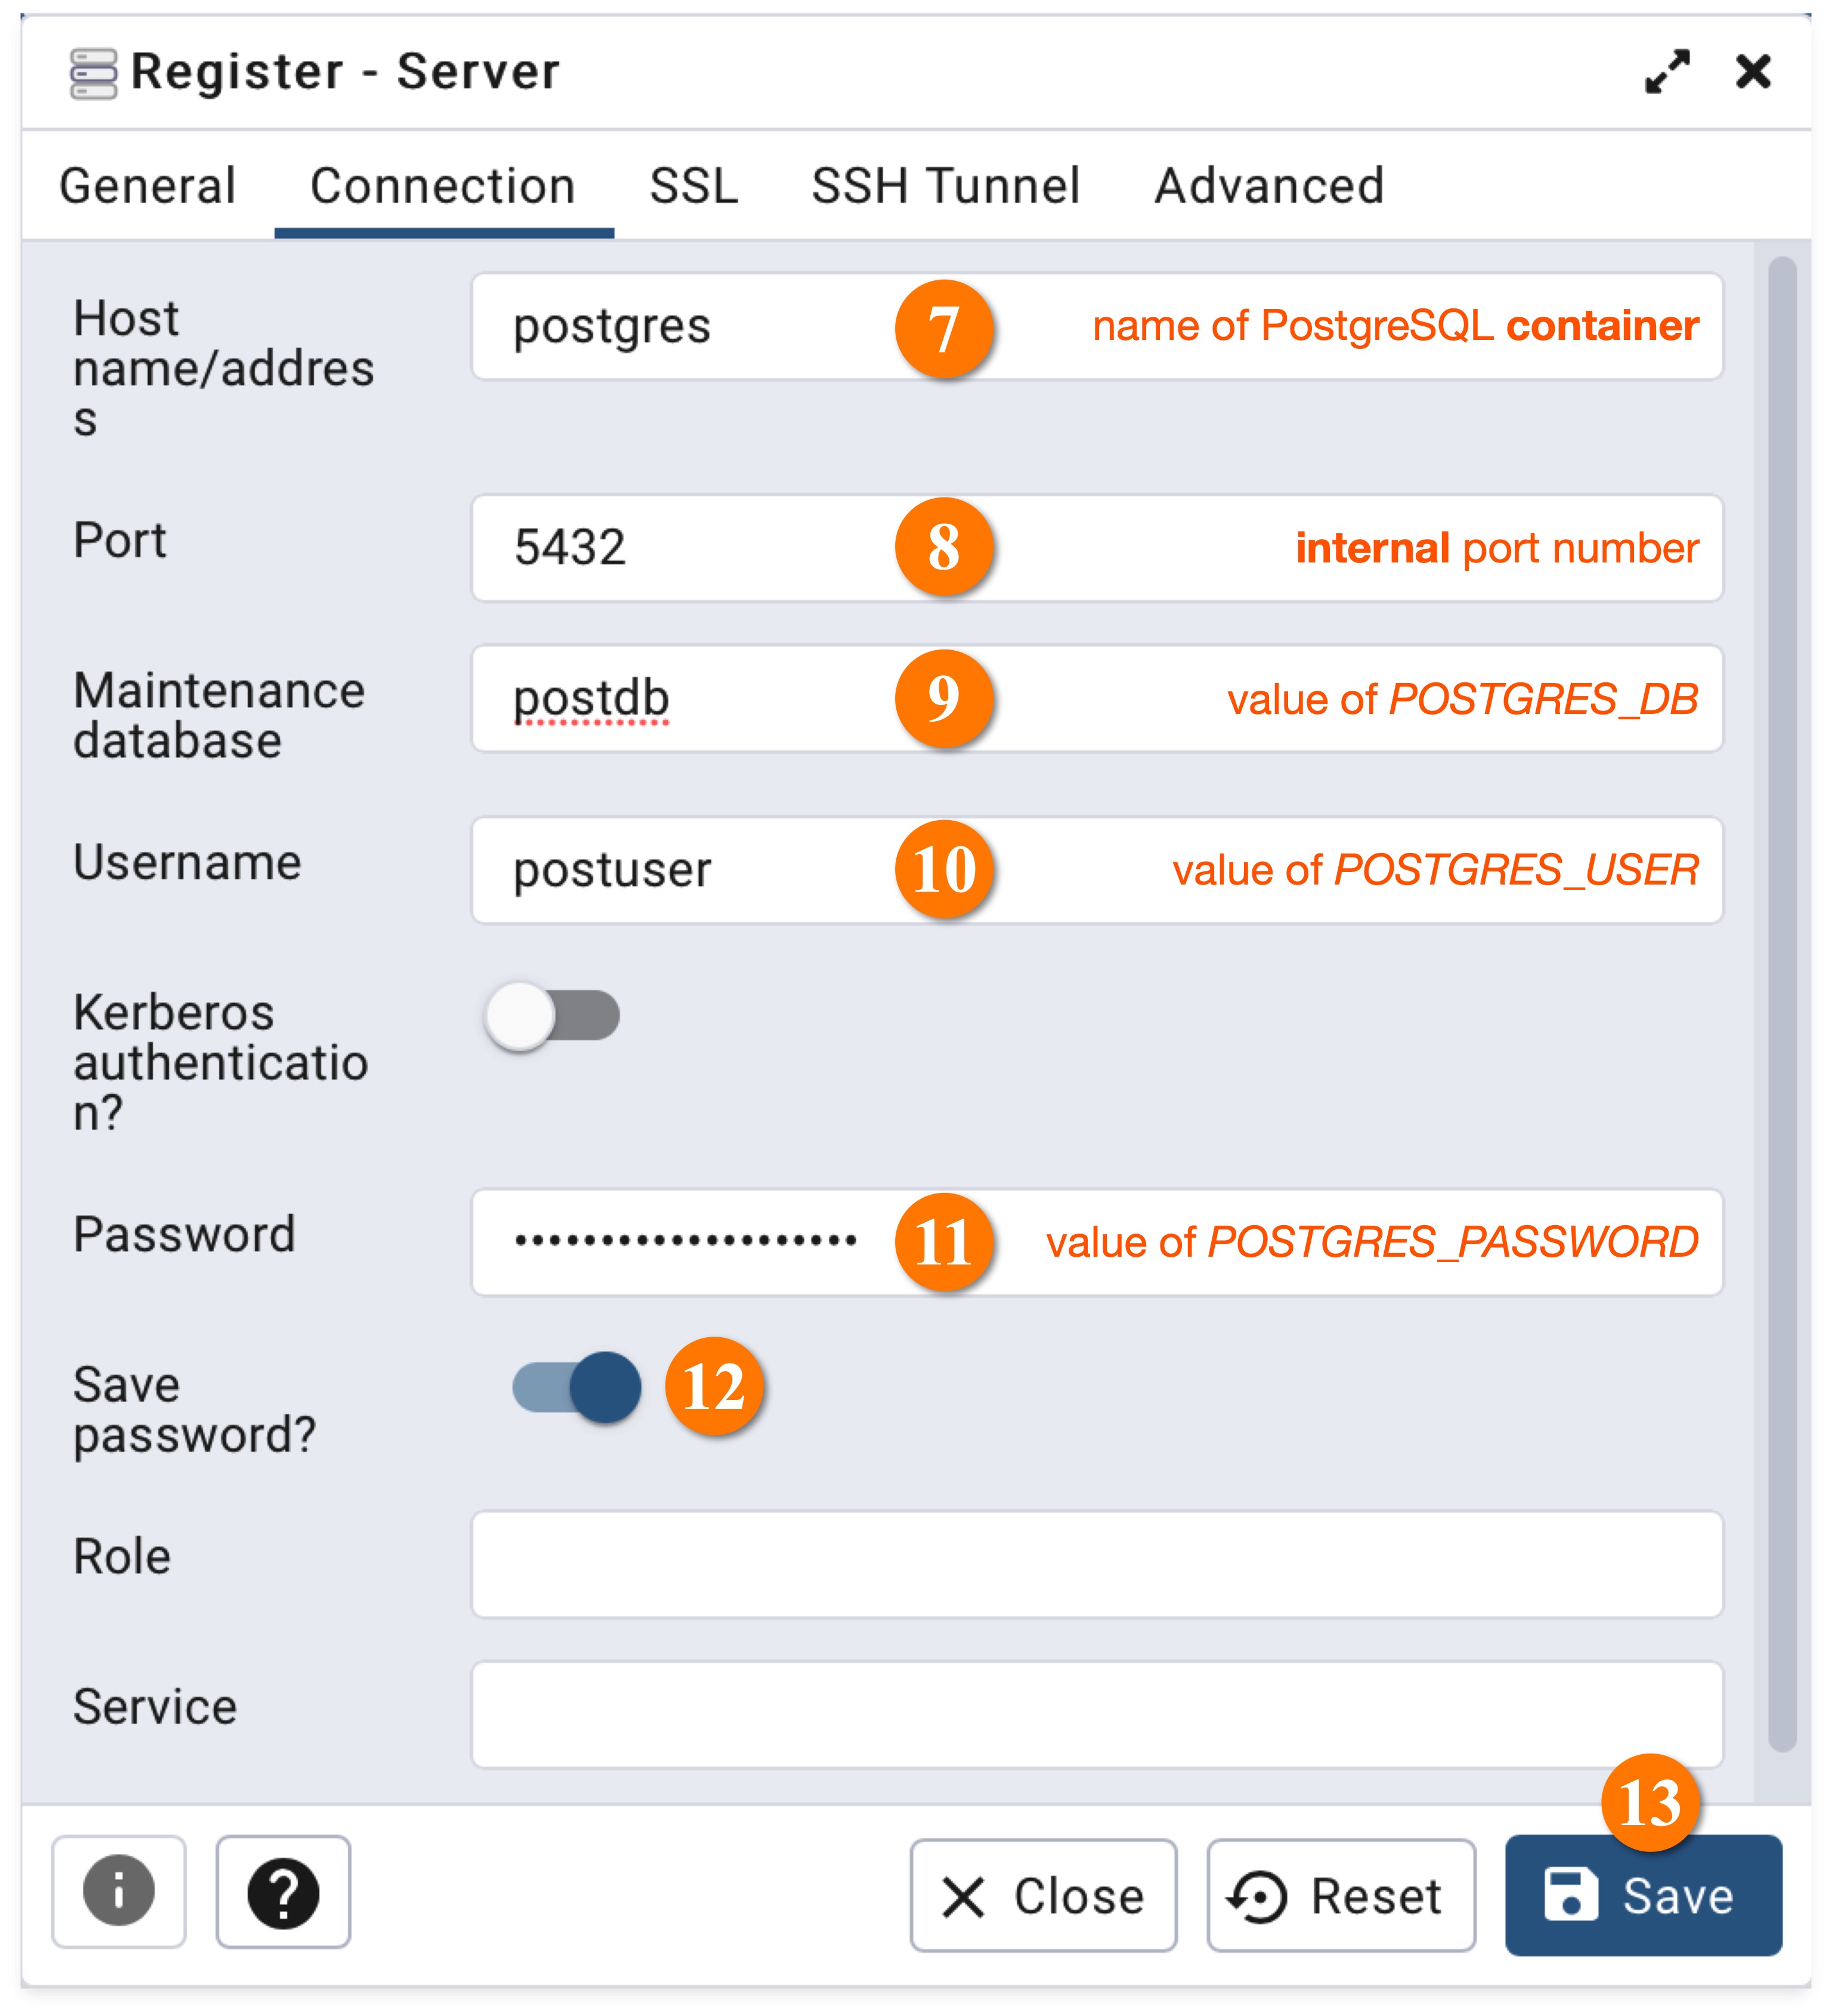 Register - Server
General Connection SSL SSH Tunnel Advanced
Host
name/addres
s
postgres 7 name of PostgreSQL container
Port 5432 8 internal port number
Maintenance
database
postdb 9 value of POSTGRES_DB
Username postuser 10 value of POSTGRES_USER
Kerberos
authenticatio
n?
Password •••••••••••••••••••• 11 value of POSTGRES_PASSWORD
Save
password?
12
Role
Service
13
i ? Close Reset Save